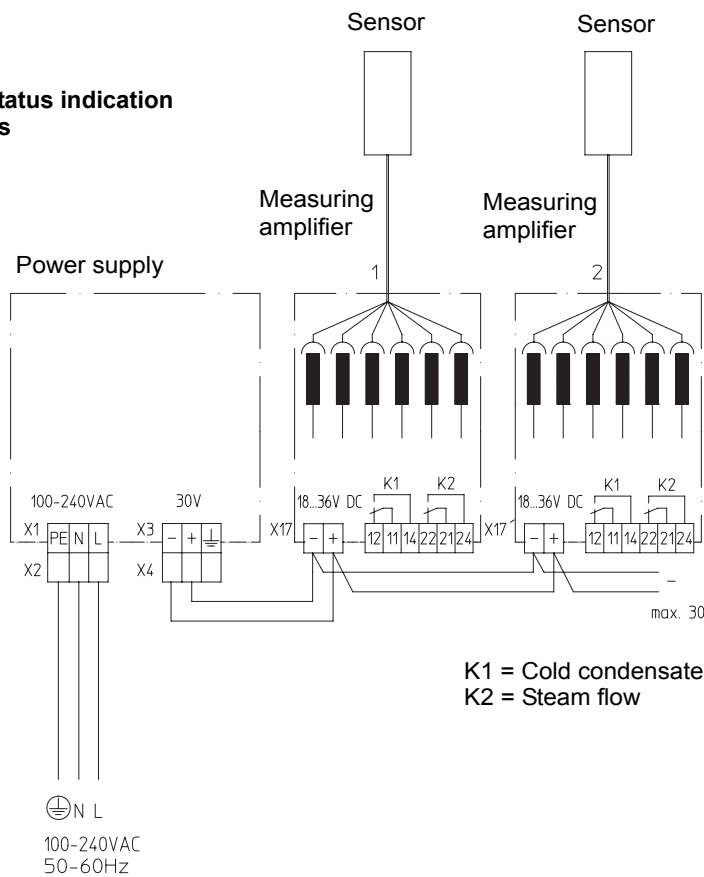 Sensor
Sensor
tatus indication
s
Measuring
amplifier
Measuring
amplifier
Power supply
1
2
100-240VAC
30V
18...36V DC
K1
K2
18...36V DC
K1
K2
X1
PE N L
X3
- +
X17
- +
12 11 14 22 21 24
X17
- +
12 11 14 22 21 24
X2
X4
-
max. 30
K1 = Cold condensate
K2 = Steam flow
N L
100-240VAC
50-60Hz